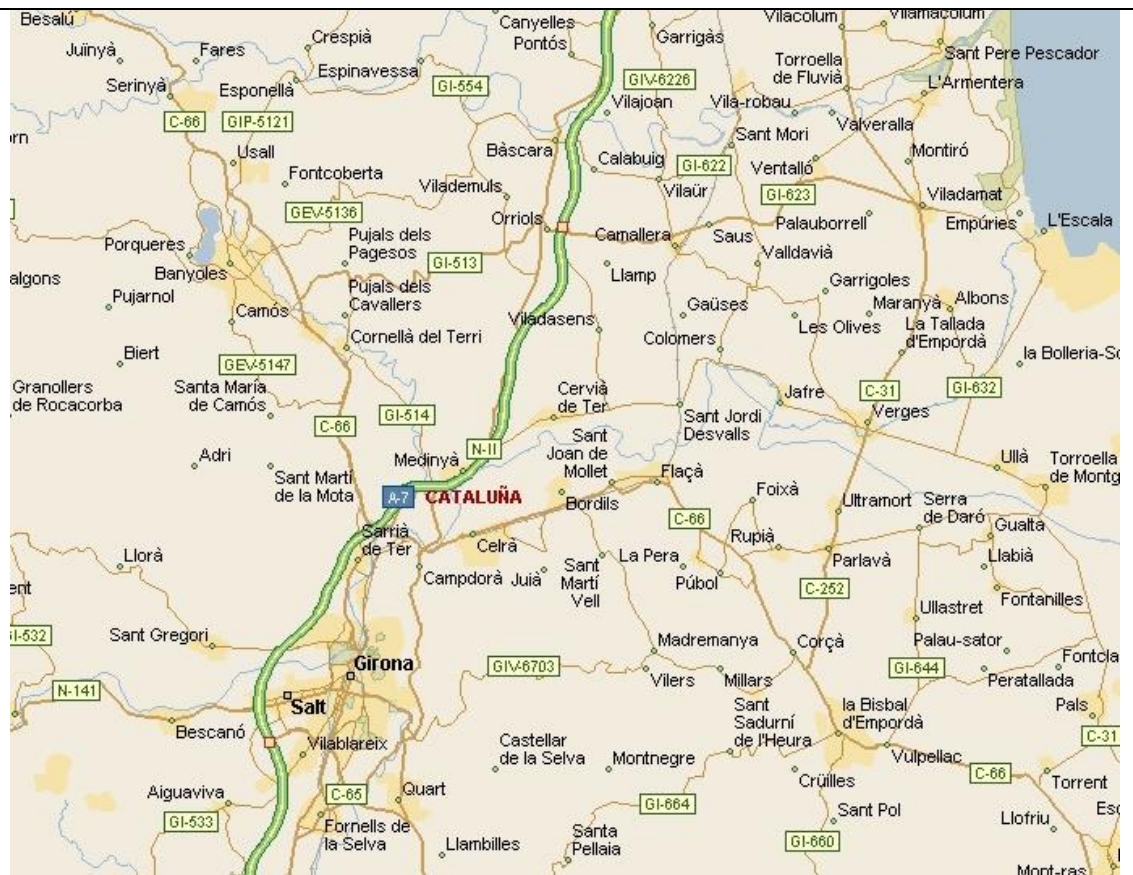 Besalú
Canyelles
Vilacolum
Vilamacolum
Juïnyà
Fares
Crespià
Pontós
Garrigàs
Sant Pere Pescador
Espinavessa
Torroella
de Fluvià
Serinyà
Esponellà
GI-554
GIV-6226
L'Armentera
C-66
GIP-5121
Vilajoan
Vila-robau
Valveralla
Usall
Bàscara
Sant Mori
Calabuig
GI-622
Ventalló
Montiró
Fontcoberta
Vilademuls
Vilaür
GI-623
Viladamat
GEV-5136
Orriols
Camallera
Saus
Palauborrell
Empúries
L'Escala
Porqueres
Pujals dels
Pagesos
Banyoles
GI-513
Llamp
Valldavià
algons
Pujarnol
Pujals de
Cavallers
Garrigoles
Camós
Gaüses
Maranyà
Albons
Viladasens
Les Olives
La Tallada
d'Empordà
Cornellà del Terri
Colomers
Biert
GEV-5147
la Bolleria-So
Granollers
de Rocacorba
Santa Maria
de Camós
Cervià
de Ter
Jafre
C-31
GI-632
C-66
GI-514
Sant Jordi
Desvalls
Verges
N-II
Sant
Joan de
Mollet
Adri
Medinyà
Flaçà
Ullà
Torroella
de Montg
Sant Martí
de la Mota
A-7
CATALUÑA
Bordils
Foixà
Ultramort
Serra
de Daró
C-66
Gualta
Sarrià
de Ter
Celrà
Rupià
Llorà
Campdorà
Juià
Sant
Martí
Vell
La Pera
Púbol
Parlavà
Llabià
ent
C-252
Fontanilles
Ullastret
GI-532
Sant Gregori
Madremanya
Corçà
Palau-sator
Girona
GIV-6703
Vilers
Millars
GI-644
Fontcla
Peratallada
N-141
Salt
Sant
Sadurní
de l'Heura
la Bisbal
d'Empordà
Pals
Bescanó
C-31
Vilablareix
Castellar
de la Selva
Montnegre
Vulpellac
Cruïlles
C-66
Torrent
Aiguaviva
C-65
Quart
GI-664
Sant Pol
GI-533
Fornells de
la Selva
Llofriu
Llambilles
Santa
Pellaia
GI-660
Mont-ras